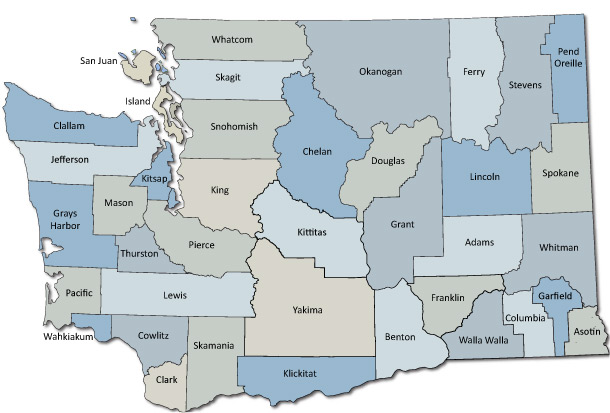 Whatcom
San Juan
Skagit
Island
Okanogan
Ferry
Stevens
Pend
Oreille
Clallam
Snohomish
Jefferson
Chelan
Douglas
Kitsap
Lincoln
Spokane
King
Mason
Grays
Harbor
Grant
Kittitas
Pierce
Thurston
Adams
Whitman
Pacific
Lewis
Yakima
Franklin
Garfield
Wahkiakum
Cowlitz
Skamania
Benton
Walla Walla
Columbia
Asotin
Klickitat
Clark